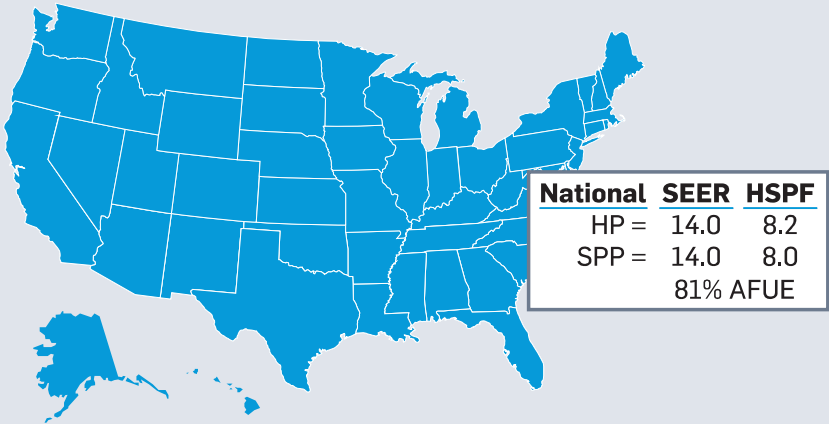 National SEER HSPF
HP = 14.0 8.2
SPP = 14.0 8.0
81% AFUE